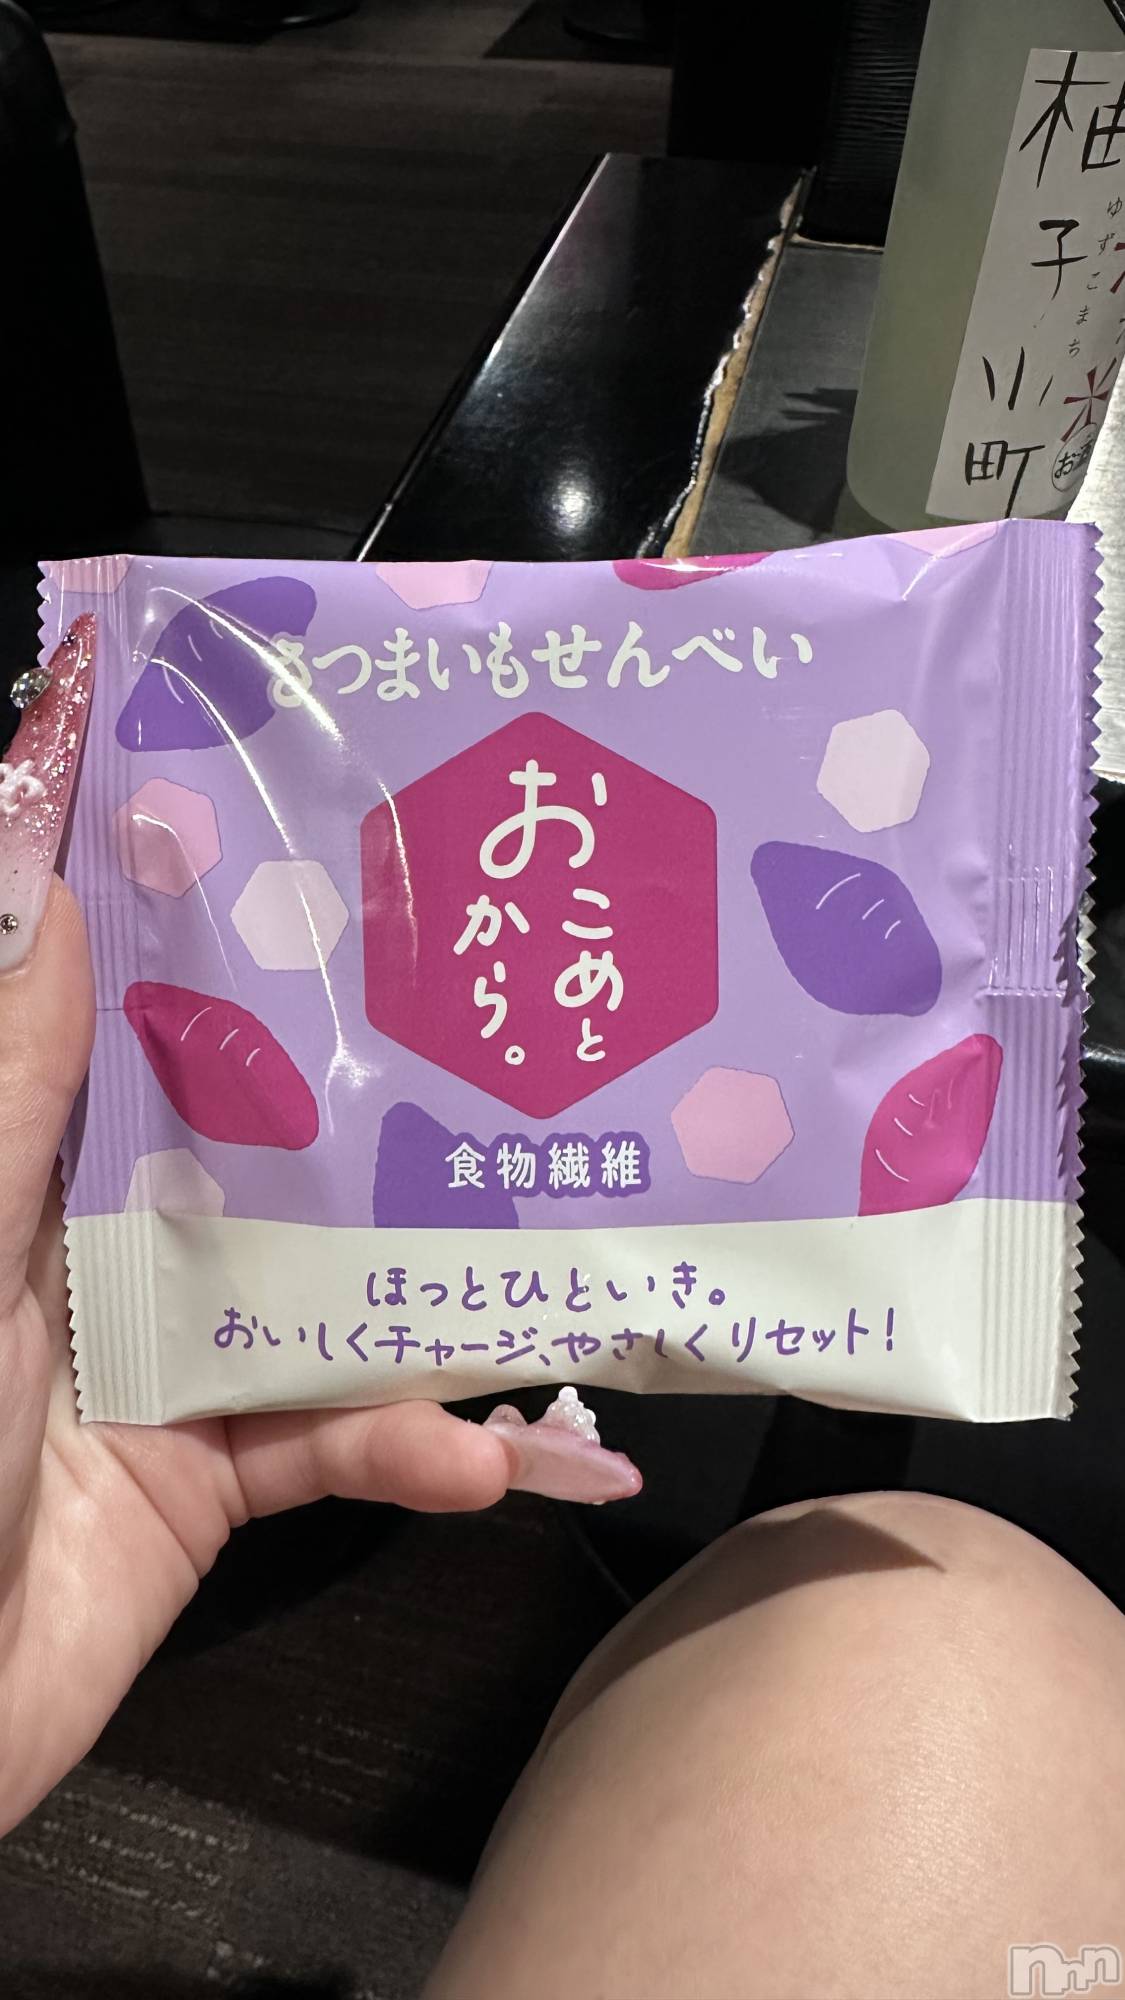 柚子小町
ゆずこまち
さつまいもせんべい
おこめと
おから。
食物繊維
ほっとひといき。
おいしくチャージ、やさしくリセット!
nnn